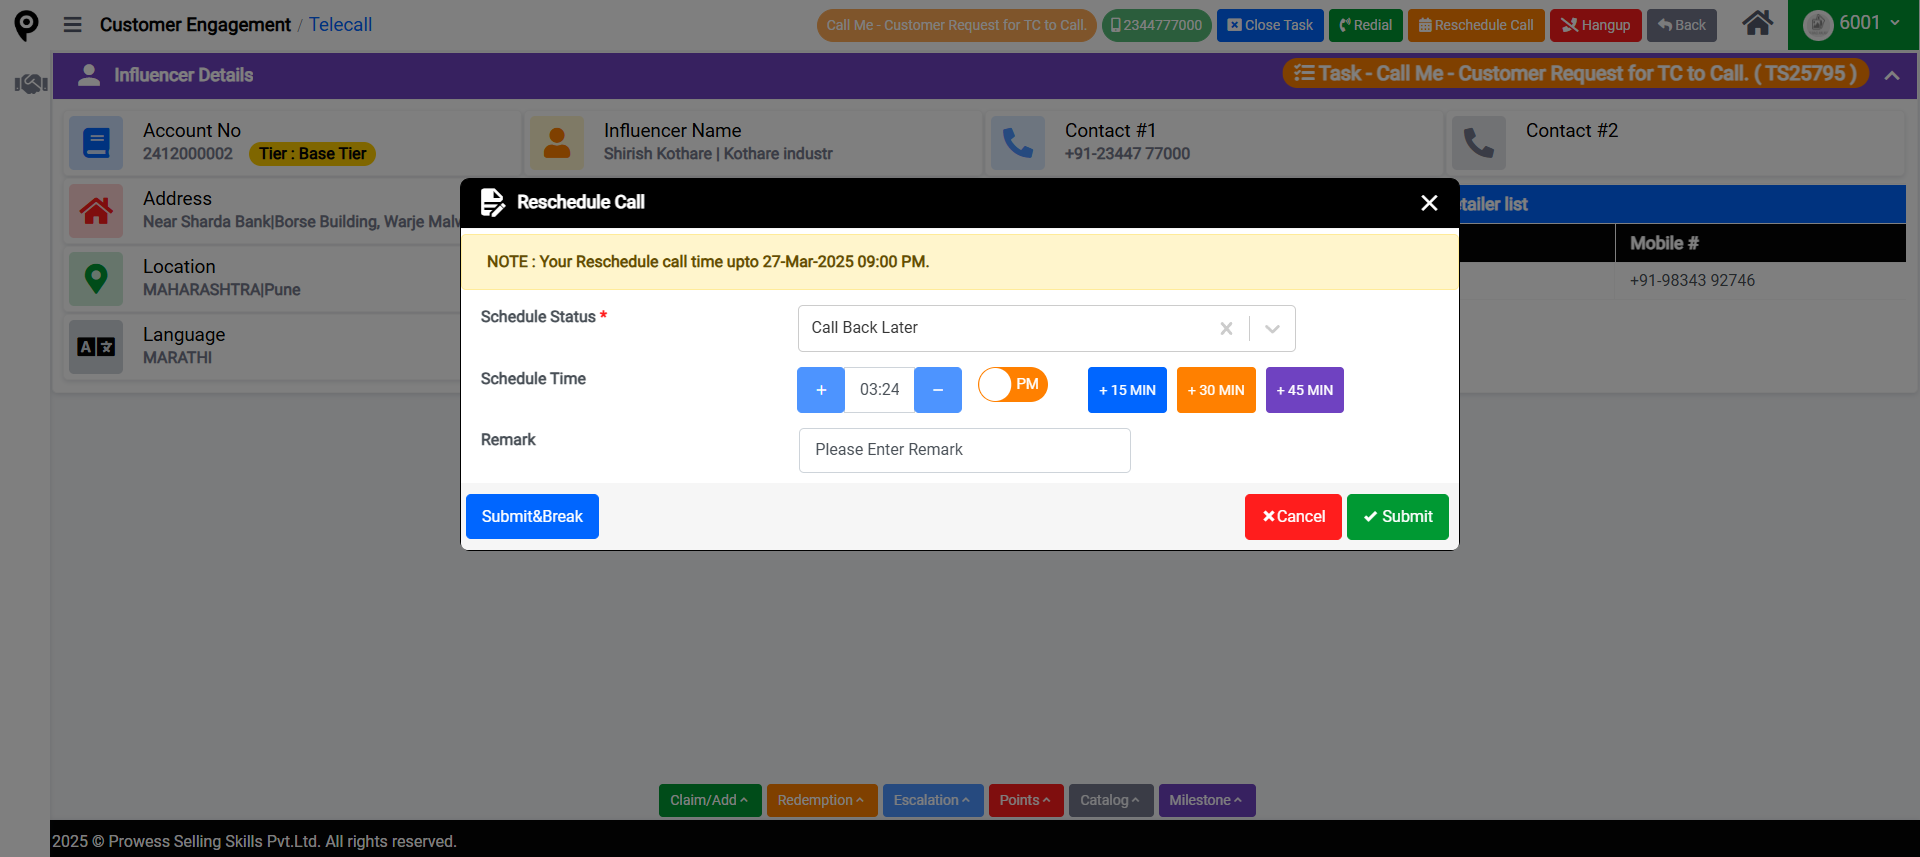 Customer Engagement / Telecall
Call Me - Customer Request for TC to Call.
2344777000
Close Task
Redial
Reschedule Call
Hangup
Back
6001
Influencer Details
Task - Call Me - Customer Request for TC to Call. ( TS25795 )
Account No
2412000002
Tier : Base Tier
Influencer Name
Shirish Kothare | Kothare industr
Contact #1
+91-23447 77000
Contact #2
Address
Near Sharda Bank|Borse Building, Warje
Location
MAHARASHTRA|Pune
Language
MARATHI
list
Mobile #
+91-98343 92746
Reschedule Call
NOTE : Your Reschedule call time upto 27-Mar-2025 09:00 PM.
Schedule Status *
Call Back Later
Schedule Time
+ 03:24 −
PM
+ 15 MIN
+ 30 MIN
+ 45 MIN
Remark
Please Enter Remark
Submit&Break
Cancel
Submit
Claim/Add
Redemption
Escalation
Points
Catalog
Milestone
2025 © Prowess Selling Skills Pvt.Ltd. All rights reserved.